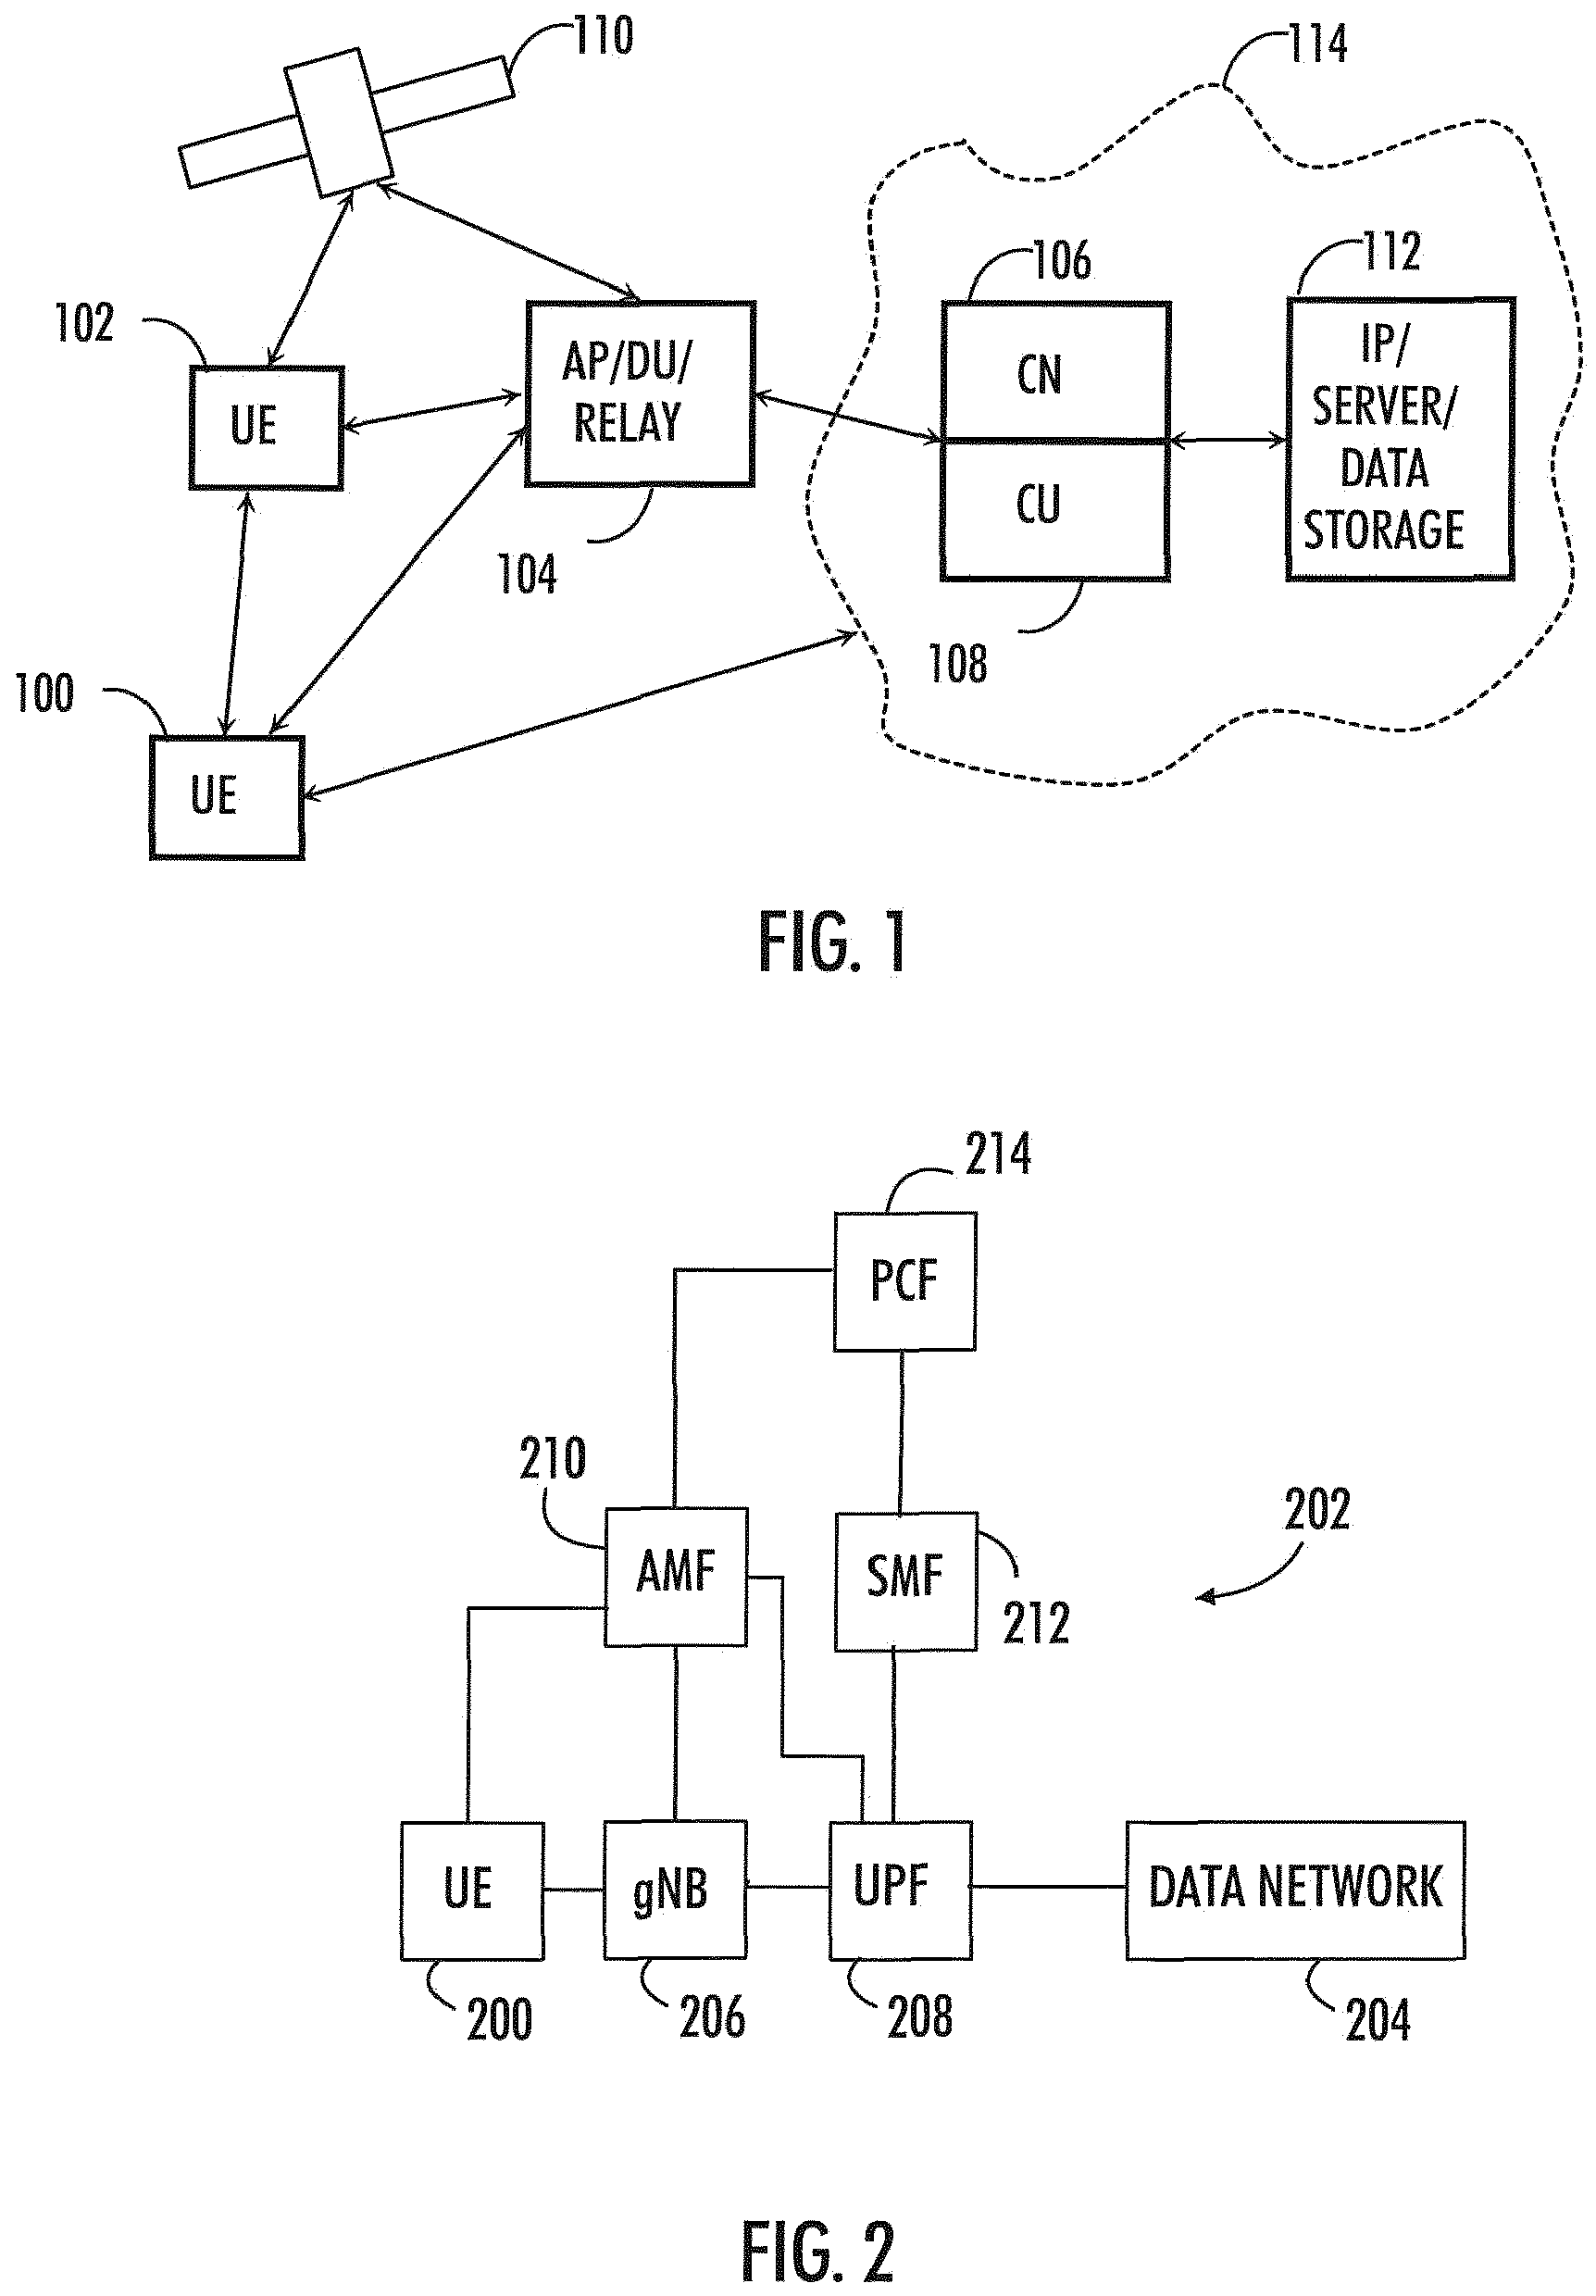 110
114
106
112
102
AP/DU/
RELAY
CN
IP/
SERVER/
DATA
STORAGE
UE
CU
104
108
100
UE
FIG. 1
214
PCF
210
202
AMF
SMF
212
UE
gNB
UPF
DATA NETWORK
200
206
208
204
FIG. 2